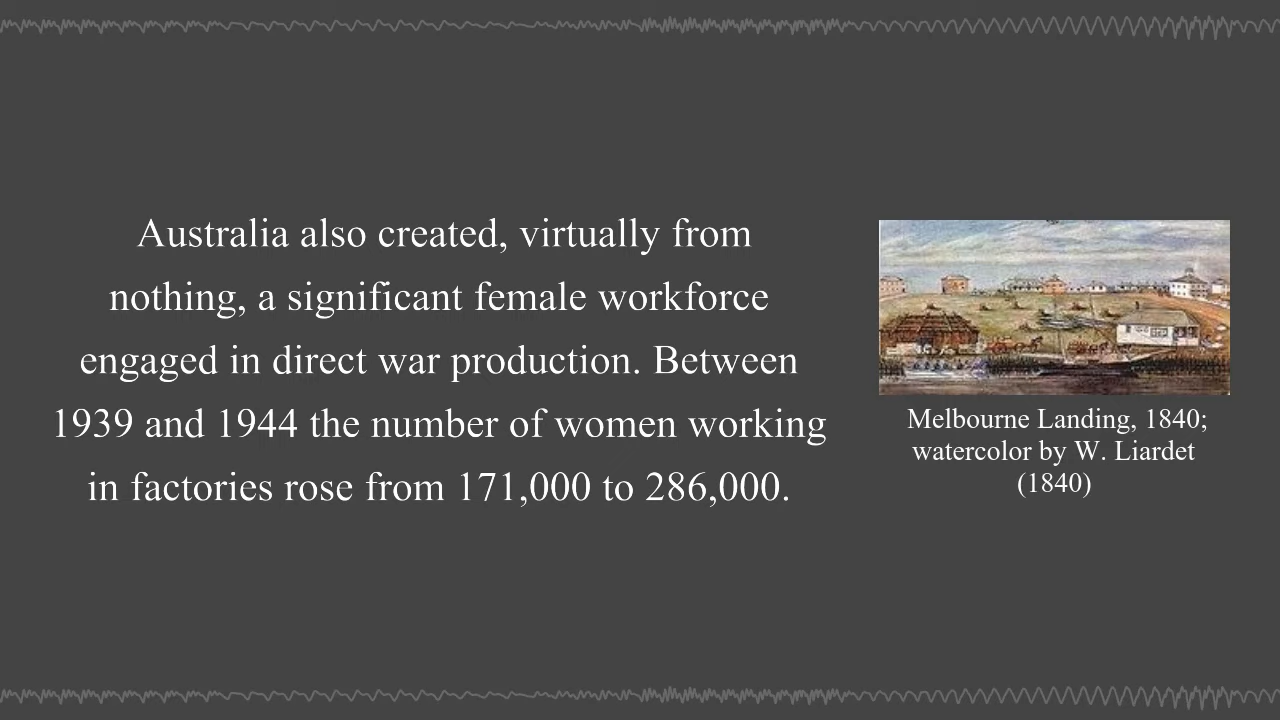 Australia also created, virtually from
nothing, a significant female workforce
engaged in direct war production. Between
1939 and 1944 the number of women working
in factories rose from 171,000 to 286,000.
Melbourne Landing, 1840;
watercolor by W. Liardet
(1840)